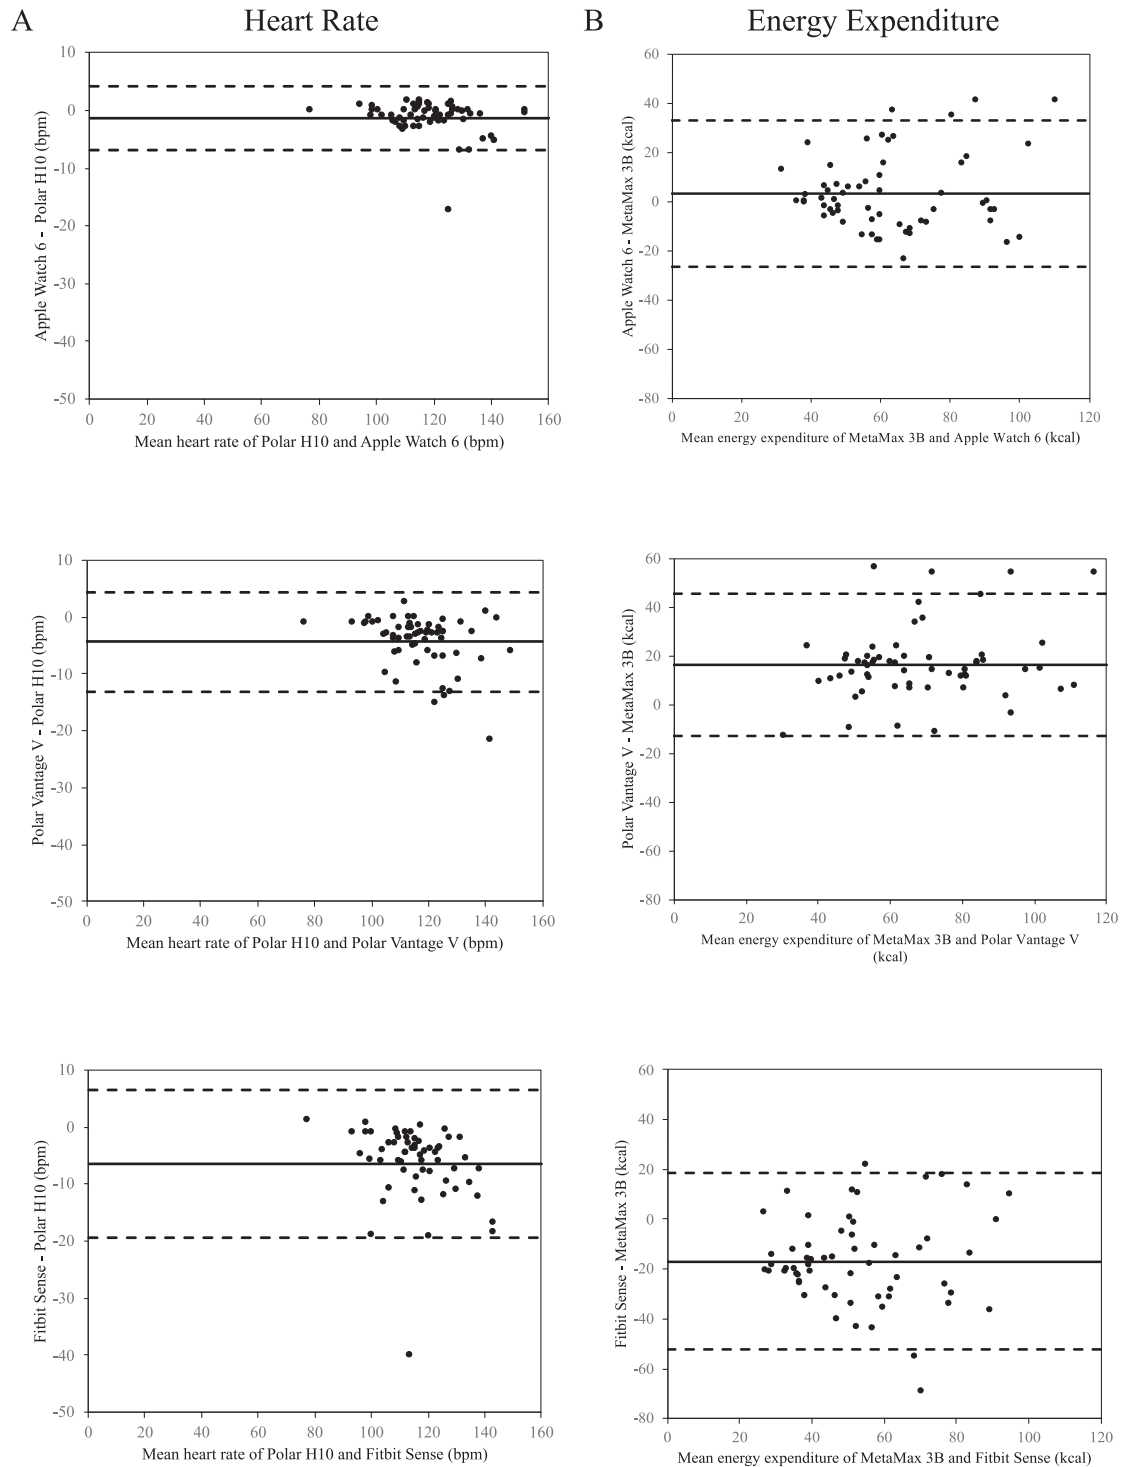 A
Heart Rate
B
Energy Expenditure
10
0
-10
-20
-30
-40
-50
Apple Watch 6 - Polar H10 (bpm)
0 20 40 60 80 100 120 140 160
Mean heart rate of Polar H10 and Apple Watch 6 (bpm)
60
40
20
0
-20
-40
-60
-80
Apple Watch 6 - MetaMax 3B (kcal)
0 20 40 60 80 100 120
Mean energy expenditure of MetaMax 3B and Apple Watch 6 (kcal)
10
0
-10
-20
-30
-40
-50
Polar Vantage V - Polar H10 (bpm)
0 20 40 60 80 100 120 140 160
Mean heart rate of Polar H10 and Polar Vantage V (bpm)
60
40
20
0
-20
-40
-60
-80
Polar Vantage V - MetaMax 3B (kcal)
0 20 40 60 80 100 120
Mean energy expenditure of MetaMax 3B and Polar Vantage V
(kcal)
10
0
-10
-20
-30
-40
-50
Fitbit Sense - Polar H10 (bpm)
0 20 40 60 80 100 120 140 160
Mean heart rate of Polar H10 and Fitbit Sense (bpm)
60
40
20
0
-20
-40
-60
-80
Fitbit Sense - MetaMax 3B (kcal)
0 20 40 60 80 100 120
Mean energy expenditure of MetaMax 3B and Fitbit Sense (kcal)